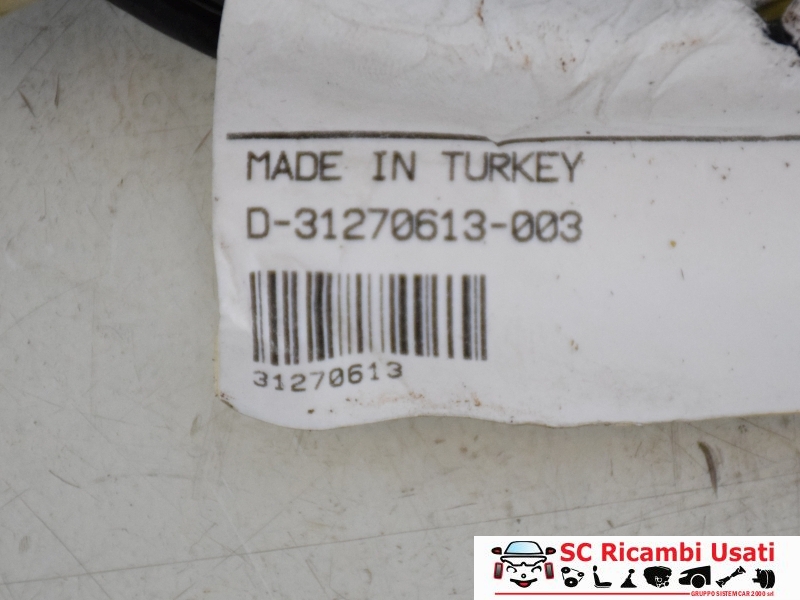 MADE IN TURKEY
D-31270613-003
31270613
SC Ricambi Usati
GRUPPO SISTEMCAR 2000 srl